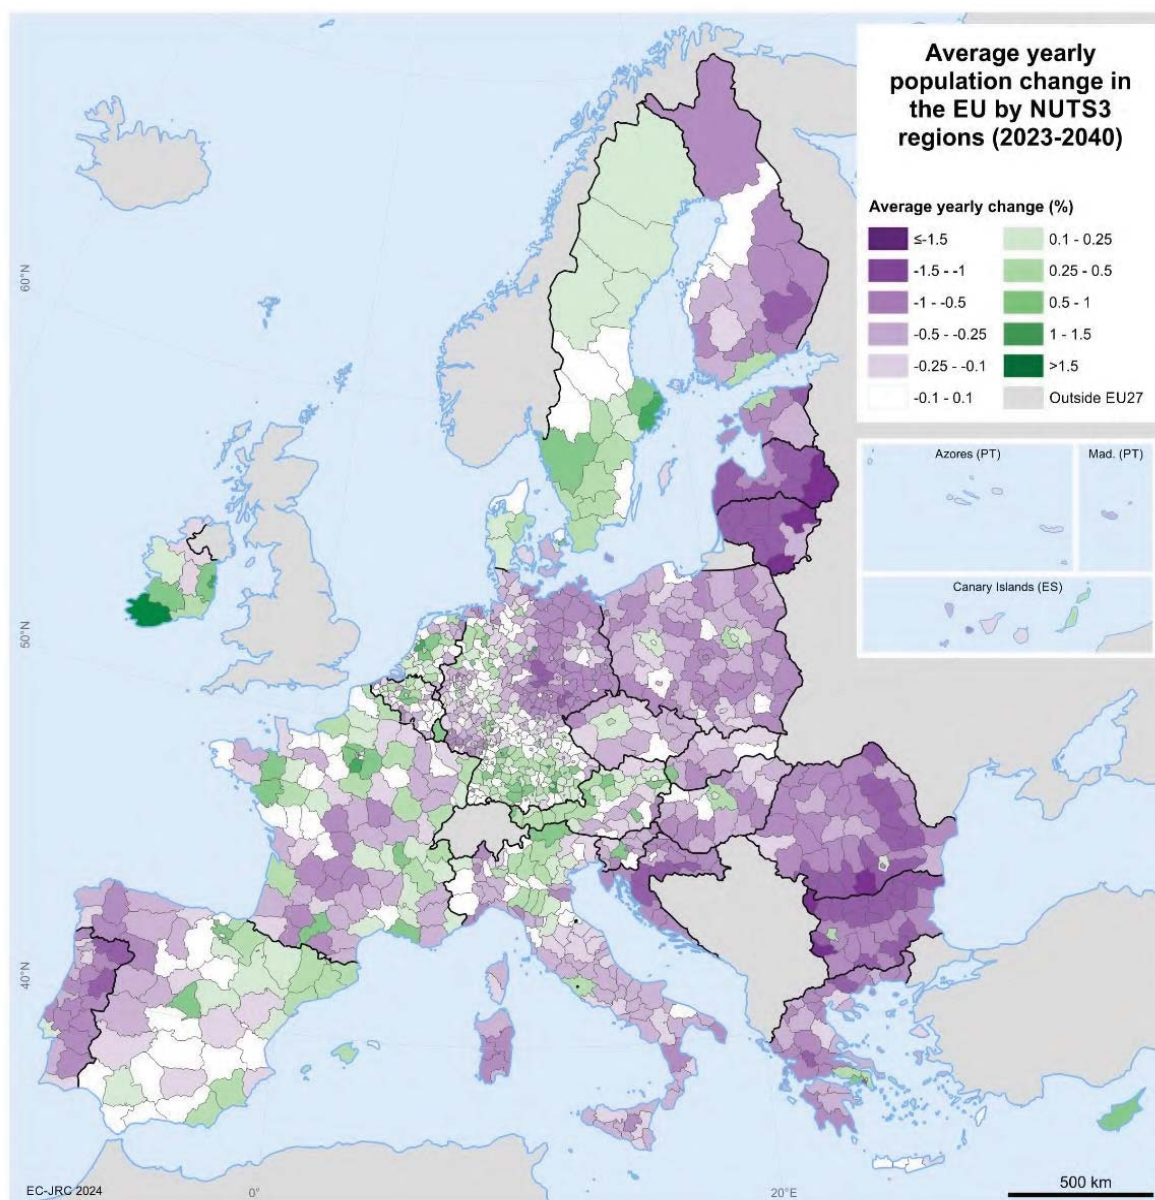 Average yearly
population change in
the EU by NUTS3
regions (2023-2040)
Average yearly change (%)
≤-1.5
-1.5 - -1
-1 - -0.5
-0.5 - -0.25
-0.25 - -0.1
-0.1 - 0.1
0.1 - 0.25
0.25 - 0.5
0.5 - 1
1 - 1.5
>1.5
Outside EU27
Azores (PT)
Mad. (PT)
Canary Islands (ES)
60°N
50°N
40°N
EC-JRC 2024
0°
20°E
500 km